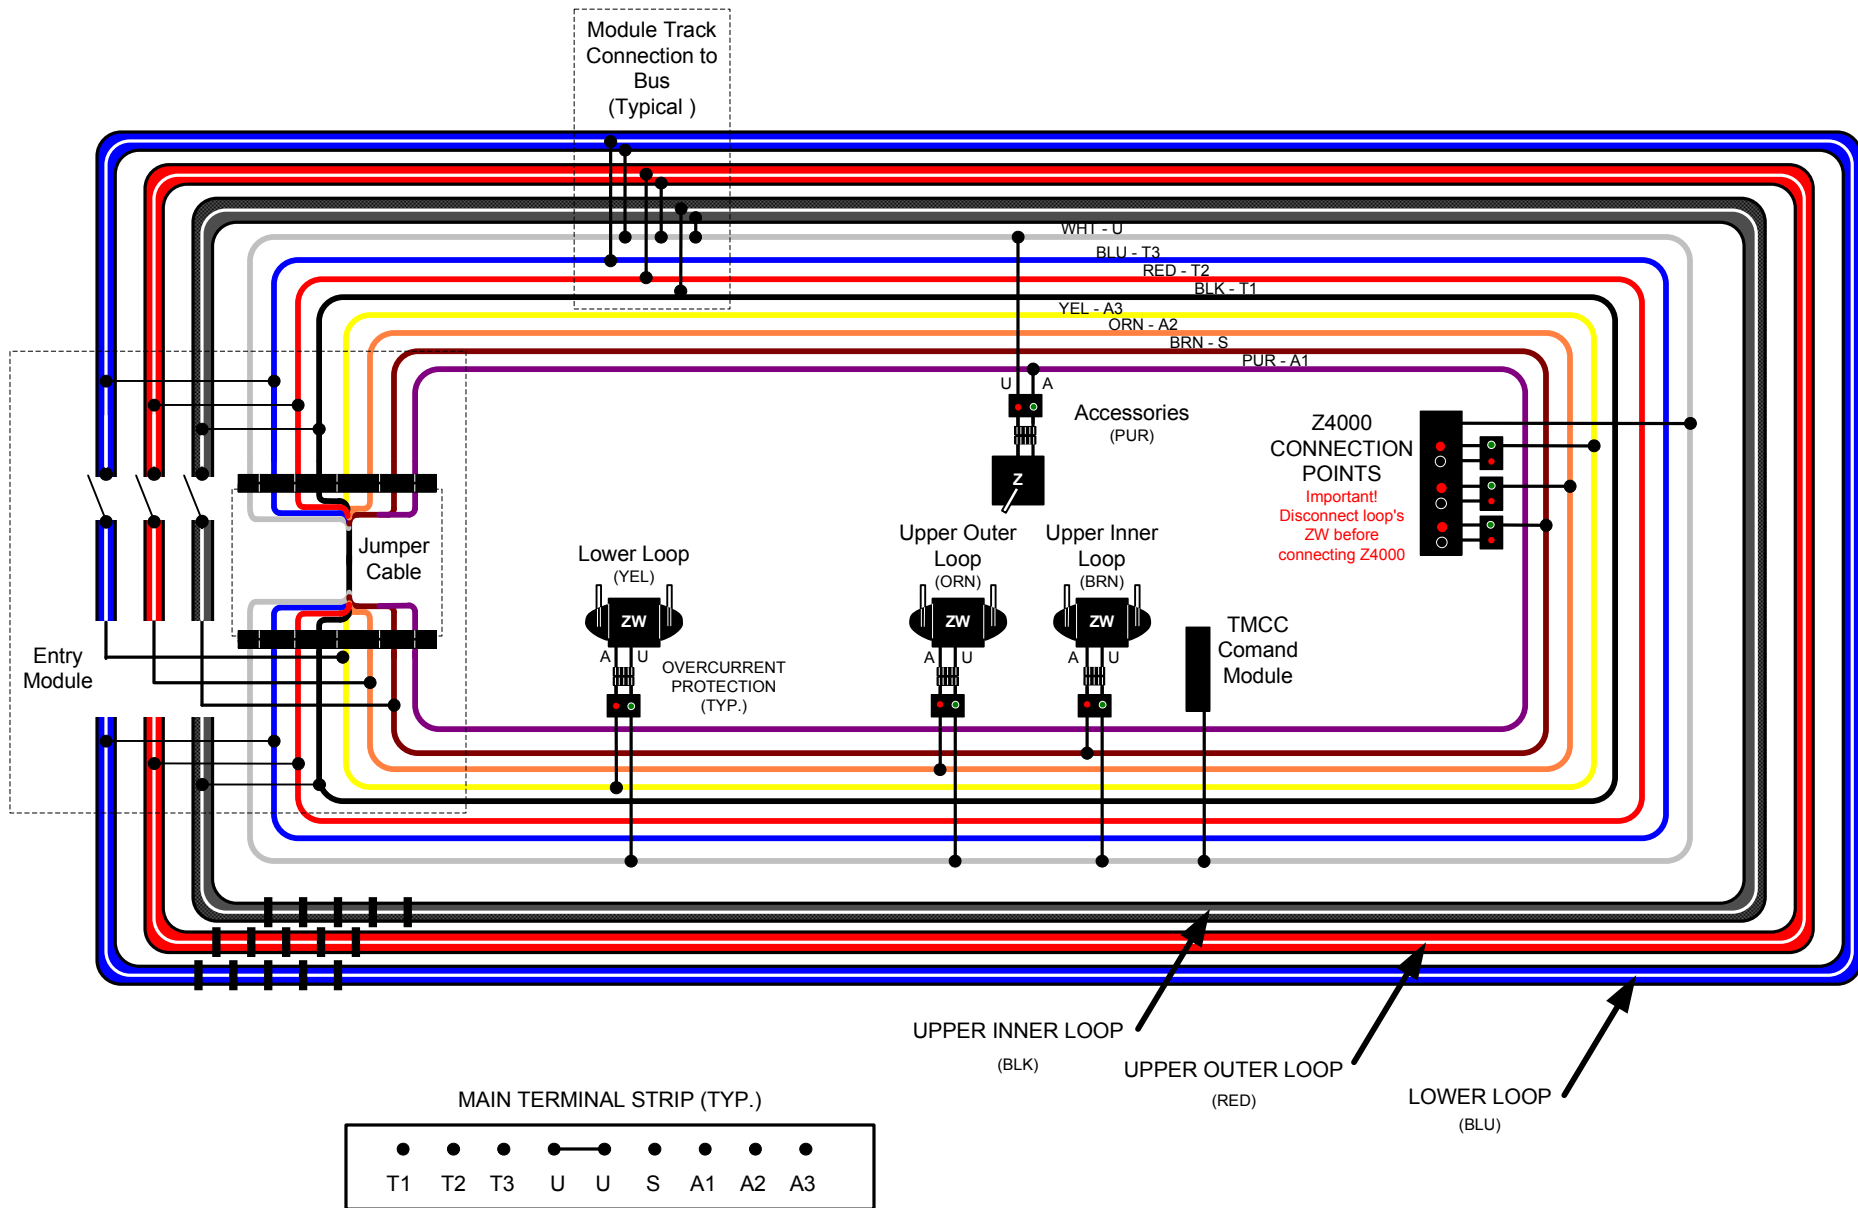 Module Track
Connection to
Bus
(Typical )
WHT - U
BLU - T3
RED - T2
BLK - T1
YEL - A3
ORN - A2
BRN - S
PUR - A1
U
A
Accessories
(PUR)
Z
Z4000
CONNECTION
POINTS
Important!
Disconnect loop's
ZW before
connecting Z4000
Jumper
Cable
Lower Loop
(YEL)
ZW
A
U
OVERCURRENT
PROTECTION
(TYP.)
Upper Outer
Loop
(ORN)
ZW
A
U
Upper Inner
Loop
(BRN)
ZW
A
U
TMCC
Comand
Module
Entry
Module
UPPER INNER LOOP
(BLK)
UPPER OUTER LOOP
(RED)
LOWER LOOP
(BLU)
MAIN TERMINAL STRIP (TYP.)
T1 T2 T3 U U S A1 A2 A3